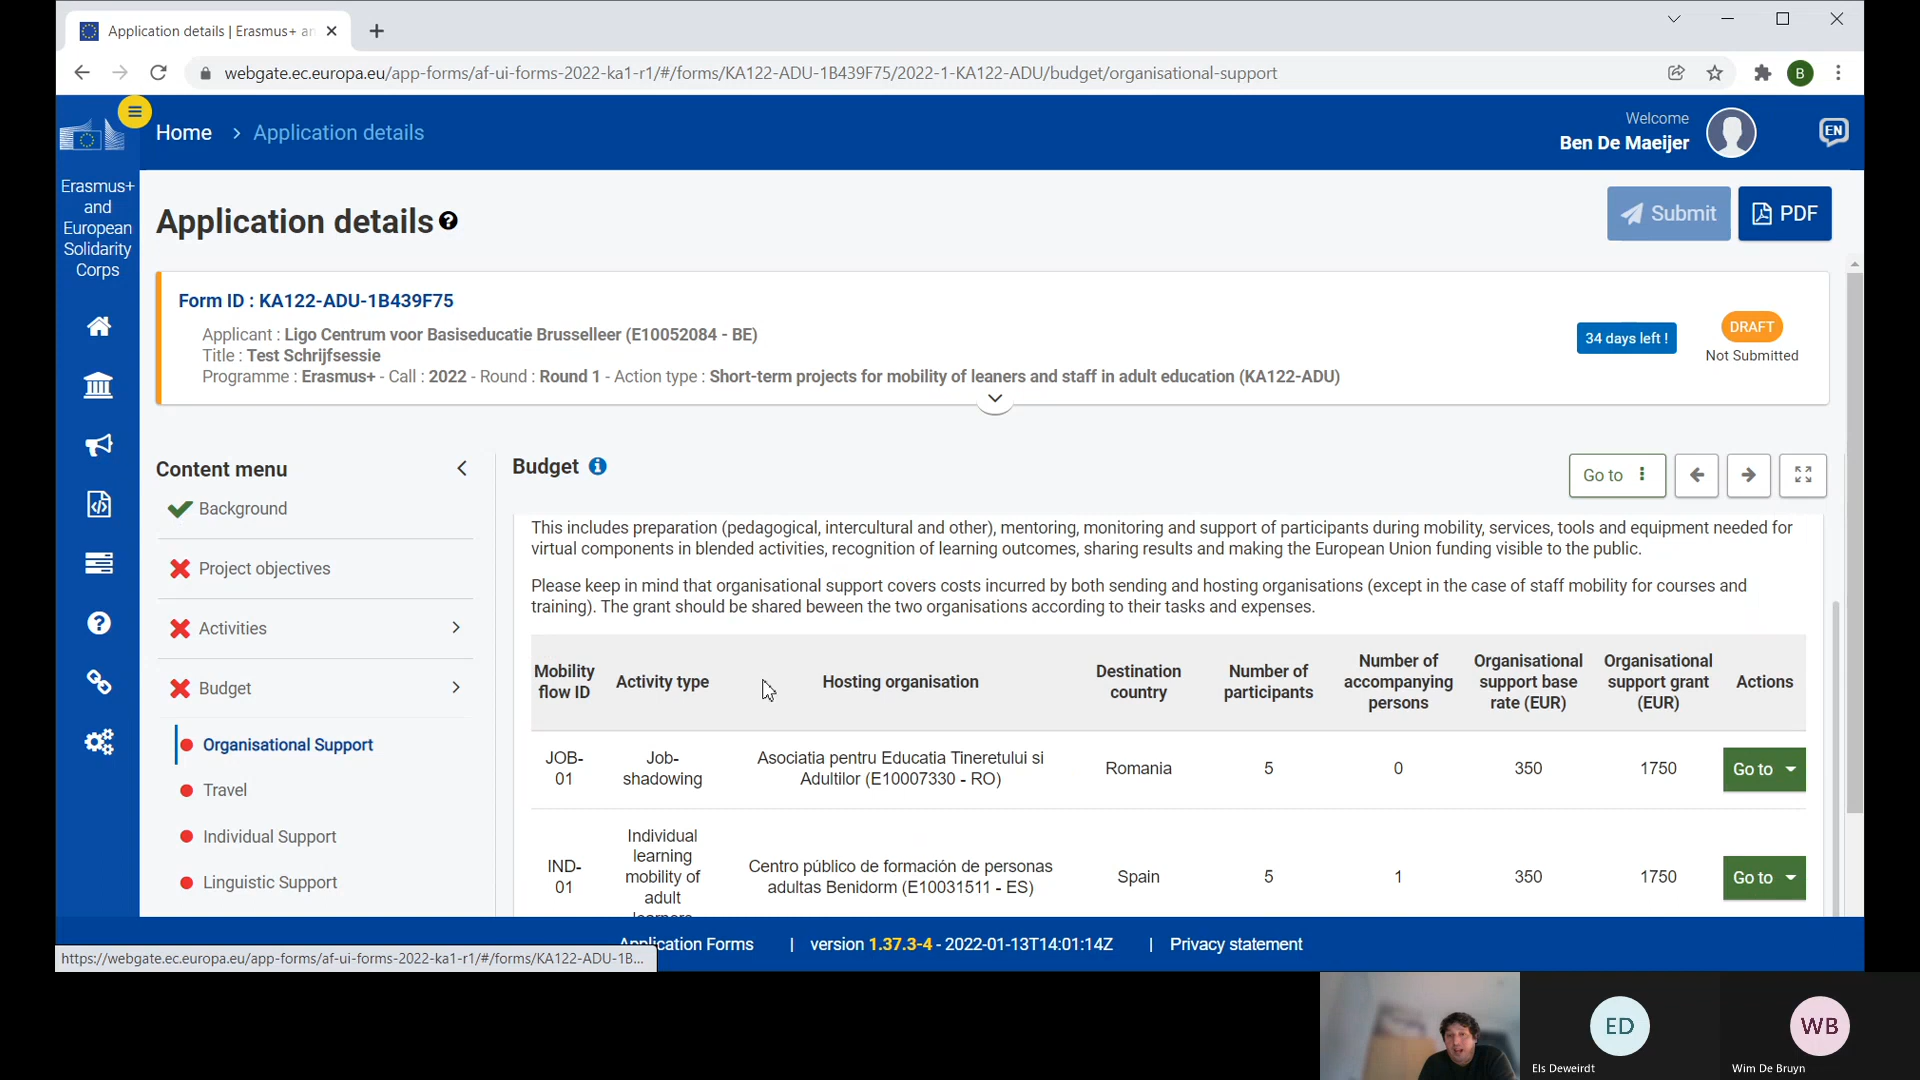 Application details | Erasmus+ an
webgate.ec.europa.eu/app-forms/af-ui-forms-2022-ka1-r1/#/forms/KA122-ADU-1B439F75/2022-1-KA122-ADU/budget/organisational-support
B
Home > Application details
Welcome
Ben De Maeijer
EN
Erasmus+
and
European
Solidarity
Corps
Application details
Submit
PDF
Form ID : KA122-ADU-1B439F75
Applicant : Ligo Centrum voor Basiseducatie Brusselleer (E10052084 - BE)
Title : Test Schrijfsessie
Programme : Erasmus+ - Call : 2022 - Round : Round 1 - Action type : Short-term projects for mobility of leaners and staff in adult education (KA122-ADU)
34 days left !
DRAFT
Not Submitted
Content menu
Background
Project objectives
Activities
Budget
Organisational Support
Travel
Individual Support
Linguistic Support
Budget
Go to
This includes preparation (pedagogical, intercultural and other), mentoring, monitoring and support of participants during mobility, services, tools and equipment needed for
virtual components in blended activities, recognition of learning outcomes, sharing results and making the European Union funding visible to the public.
Please keep in mind that organisational support covers costs incurred by both sending and hosting organisations (except in the case of staff mobility for courses and
training). The grant should be shared beween the two organisations according to their tasks and expenses.
Mobility flow ID
Activity type
Hosting organisation
Destination country
Number of participants
Number of accompanying persons
Organisational support base rate (EUR)
Organisational support grant (EUR)
Actions
JOB-01
Job-shadowing
Asociatia pentru Educatia Tineretului si
Adultilor (E10007330 - RO)
Romania
5
0
350
1750
Go to
IND-01
Individual
learning
mobility of
adult
learners
Centro público de formación de personas
adultas Benidorm (E10031511 - ES)
Spain
5
1
350
1750
Go to
Application Forms | version 1.37.3-4 - 2022-01-13T14:01:14Z | Privacy statement
https://webgate.ec.europa.eu/app-forms/af-ui-forms-2022-ka1-r1/#/forms/KA122-ADU-1B...
ED
Els Deweirdt
WB
Wim De Bruyn